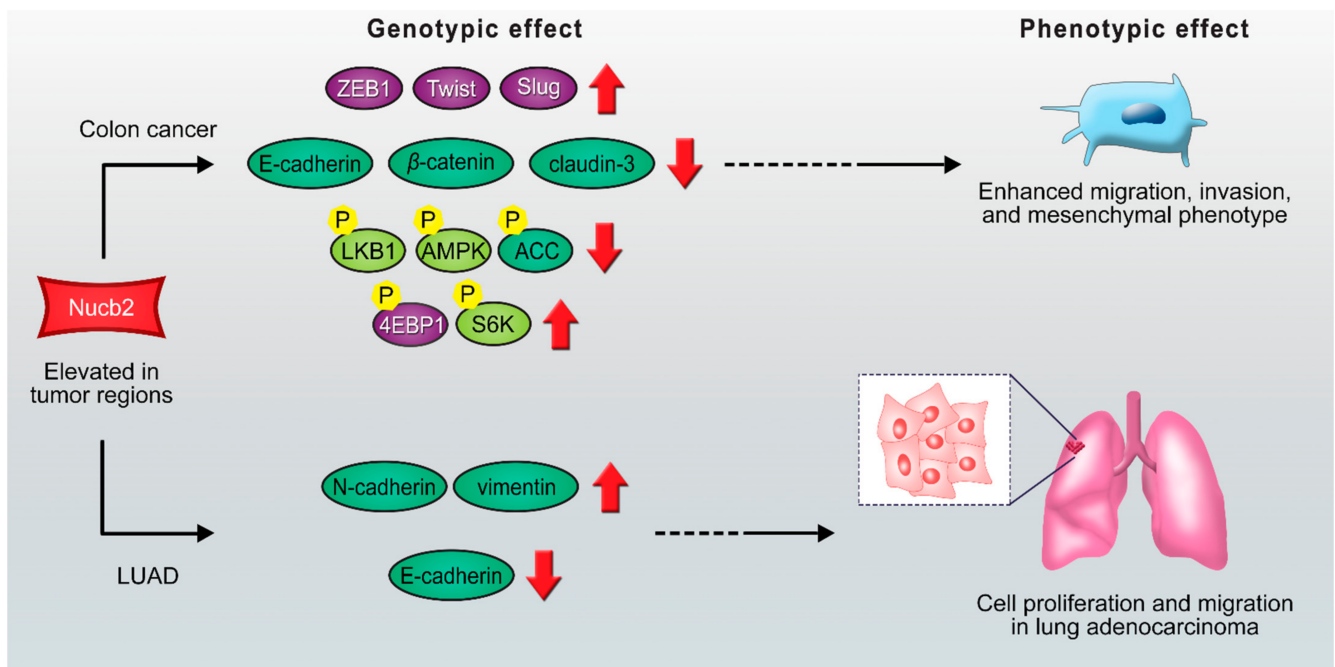 Genotypic effect
Phenotypic effect
ZEB1 Twist Slug
Colon cancer
E-cadherin β-catenin claudin-3
Enhanced migration, invasion,
and mesenchymal phenotype
P P P
LKB1 AMPK ACC
P P
4EBP1 S6K
Nucb2
Elevated in
tumor regions
N-cadherin vimentin
LUAD
E-cadherin
Cell proliferation and migration
in lung adenocarcinoma